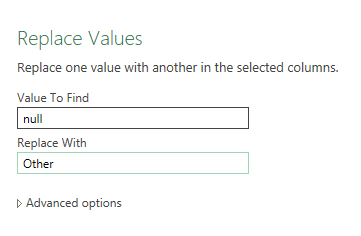 Replace Values
Replace one value with another in the selected columns.
Value To Find
null
Replace With
Other
Advanced options